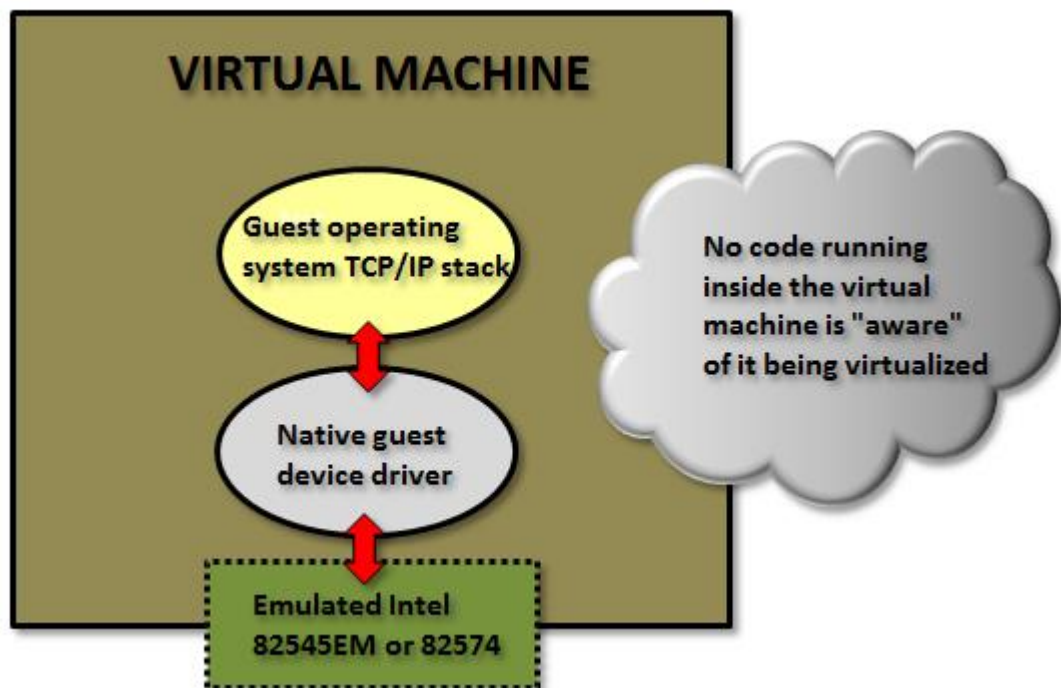 VIRTUAL MACHINE
Guest operating
system TCP/IP stack
Native guest
device driver
Emulated Intel
82545EM or 82574
No code running
inside the virtual
machine is "aware"
of it being virtualized